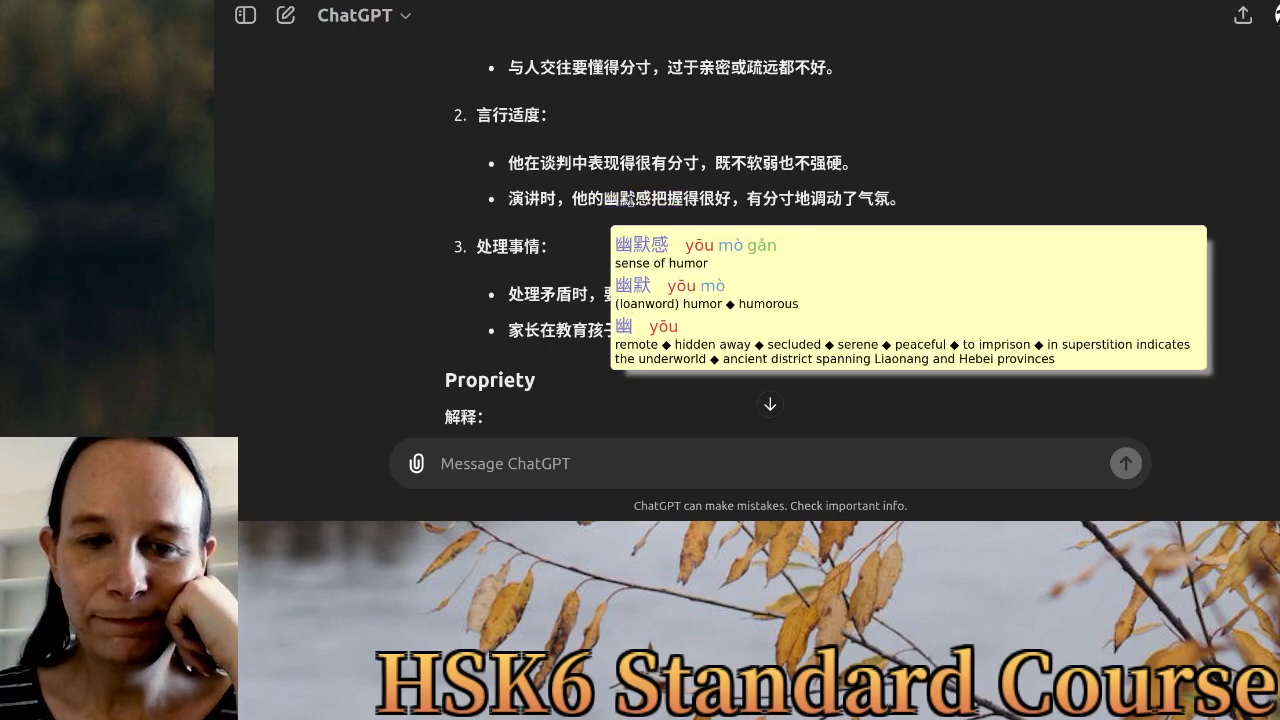 ChatGPT
与人交往要懂得分寸，过于亲密或疏远都不好。
2. 言行适度：
他在谈判中表现得很有分寸，既不软弱也不强硬。
演讲时，他的幽默感把握得很好，有分寸地调动了气氛。
3. 处理事情：
幽默感 yōu mò gǎn
sense of humor
幽默 yōu mò
(loanword) humor ◆ humorous
幽 yōu
remote ◆ hidden away ◆ secluded ◆ serene ◆ peaceful ◆ to imprison ◆ in superstition indicates
the underworld ◆ ancient district spanning Liaonang and Hebei provinces
处理矛盾时，
家长在教育孩
Propriety
解释：
Message ChatGPT
ChatGPT can make mistakes. Check important info.
HSK6 Standard Course